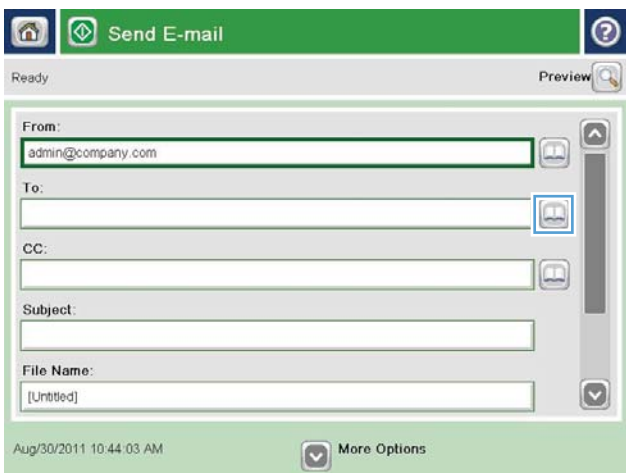 Send E-mail
Ready
Preview
From:
admin@company.com
To:
CC:
Subject:
File Name:
[Untitled]
Aug/30/2011 10:44:03 AM
More Options